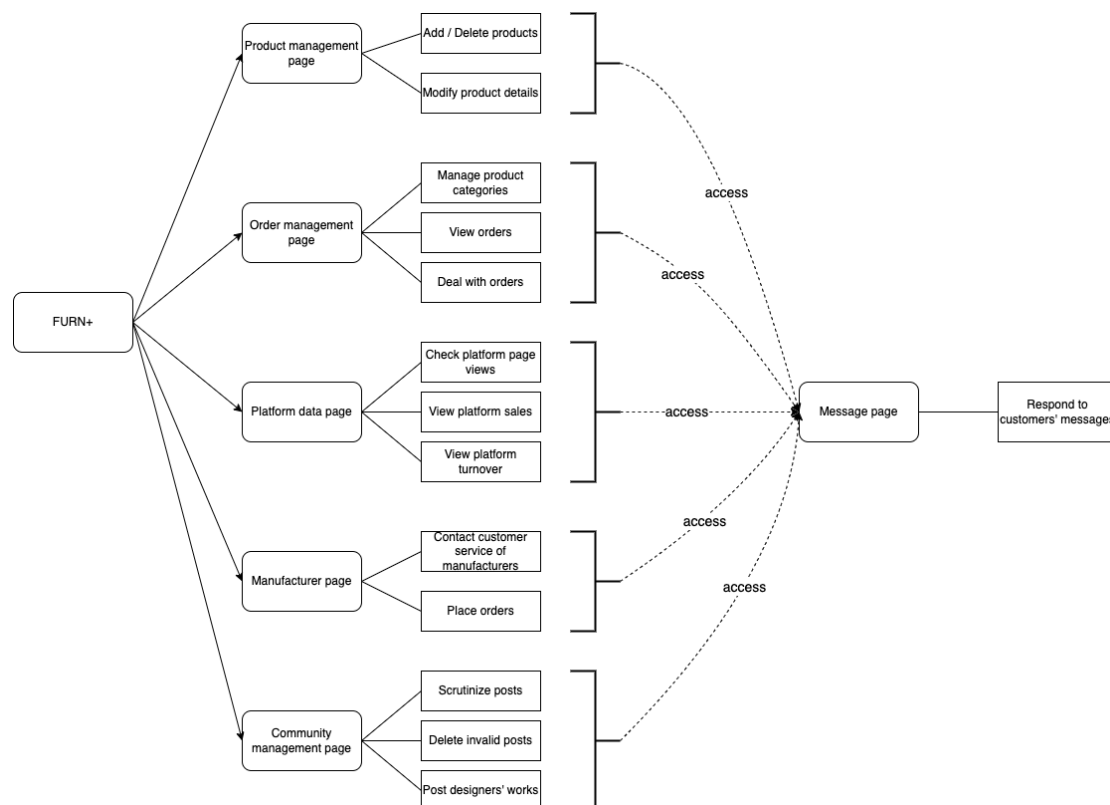 Product management
page
Add / Delete products
Modify product details
access
Manage product
categories
Order management
page
View orders
Deal with orders
access
FURN+
Check platform page
views
Platform data page
View platform sales
View platform
turnover
access
Message page
Respond to
customers' messages
Contact customer
service of
manufacturers
Manufacturer page
Place orders
access
Scrutinize posts
Community
management page
Delete invalid posts
Post designers' works
access